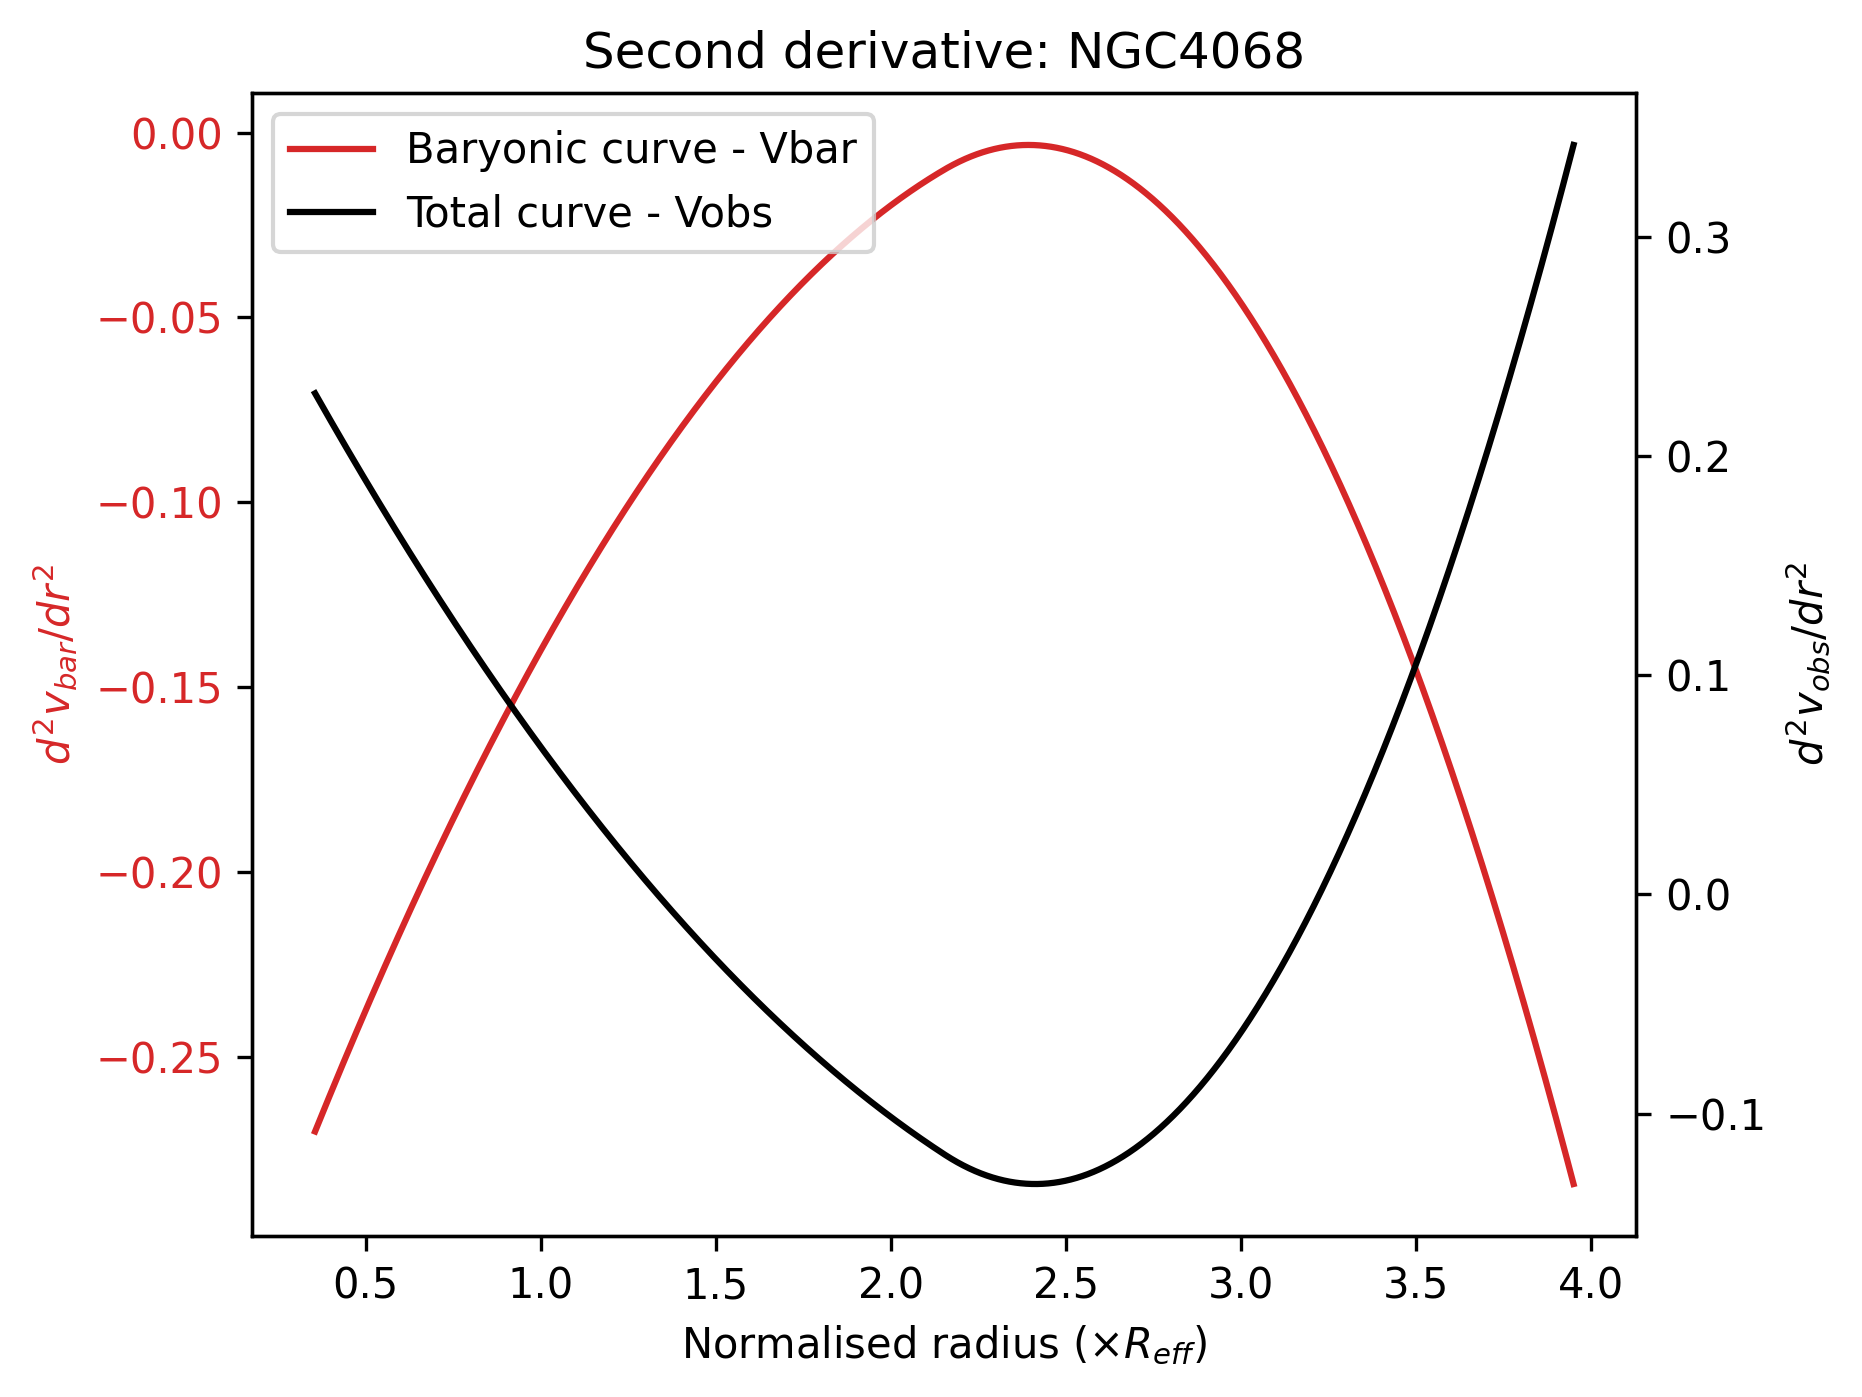 Second derivative: NGC4068
Baryonic curve - Vbar
Total curve - Vobs
0.00
−0.05
−0.10
−0.15
−0.20
−0.25
d²v_bar/dr²
0.3
0.2
0.1
0.0
−0.1
d²v_obs/dr²
0.5 1.0 1.5 2.0 2.5 3.0 3.5 4.0
Normalised radius (×R_eff)